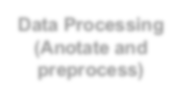 Data Processing
(Anotate and
preprocess)